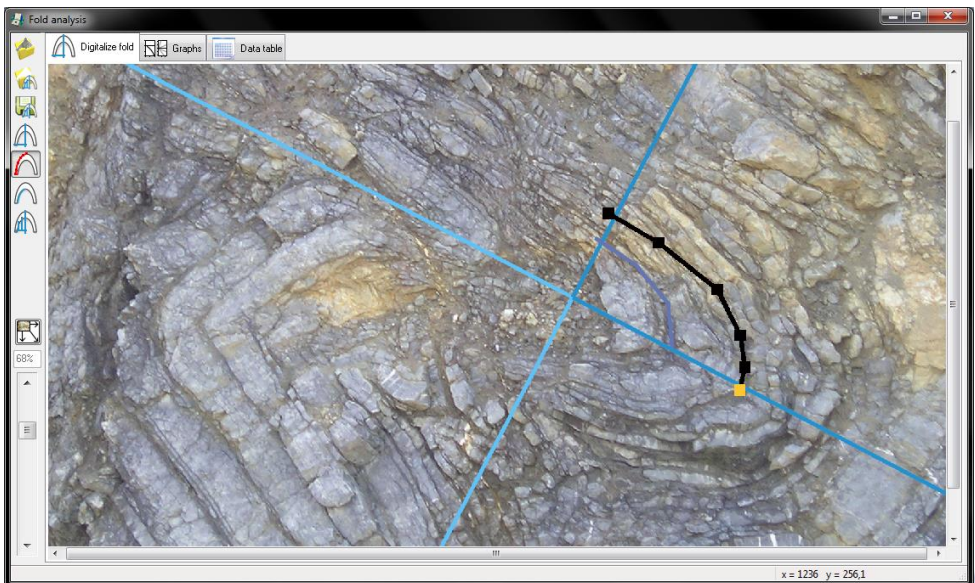 Fold analysis
Digitalize fold Graphs Data table
68%
x = 1236 y = 256,1